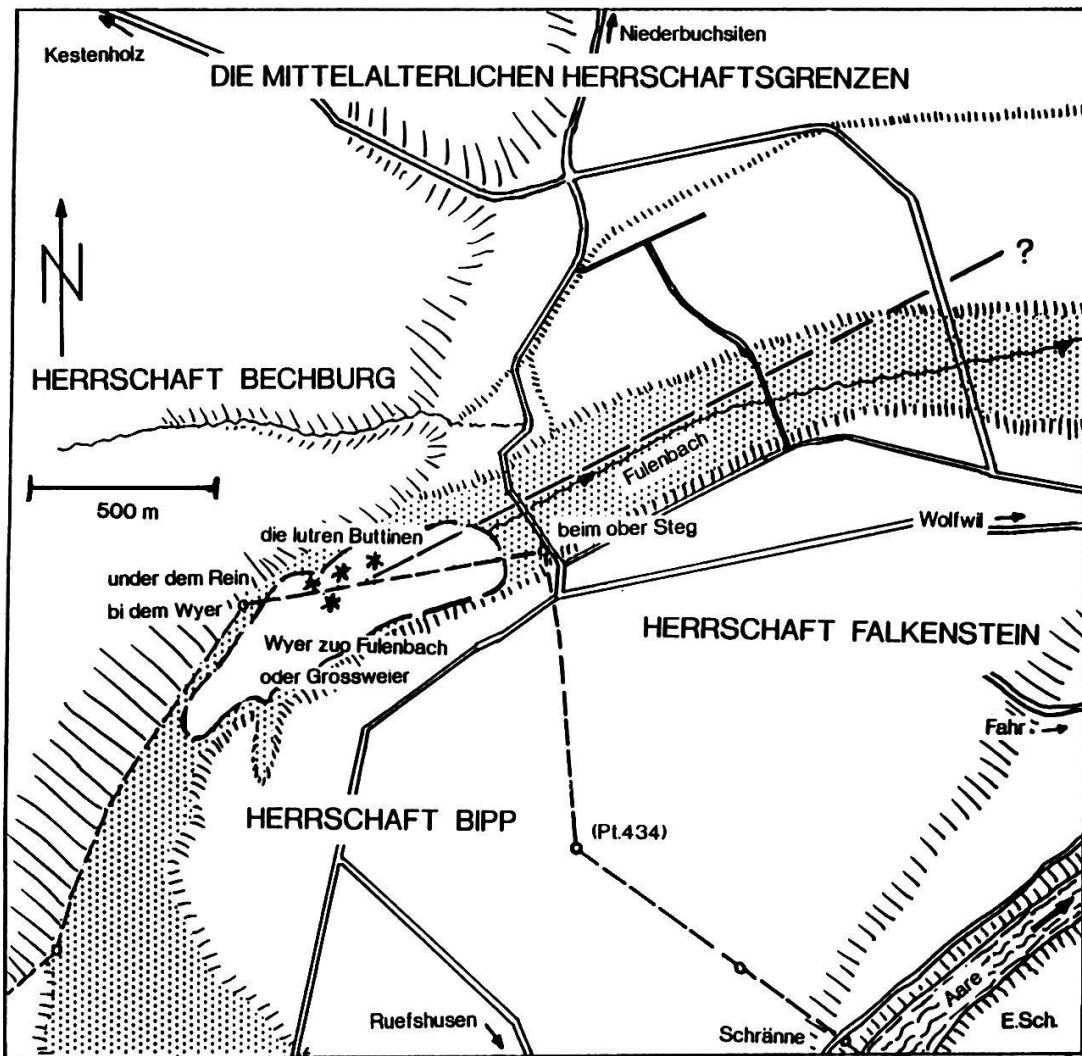 Kestenholz
Niederbuchsiten
DIE MITTELALTERLICHEN HERRSCHAFTSGRENZEN
N
?
HERRSCHAFT BECHBURG
500 m
Fulenbach
die lutren Buttinen
beim ober Steg
Wolfwil
under dem Rein
bi dem Wyer
HERRSCHAFT FALKENSTEIN
Wyer zuo Fulenbach
oder Grossweier
Fahr
HERRSCHAFT BIPP
(Pt.434)
Aare
Ruefshusen
Schränne
E.Sch.